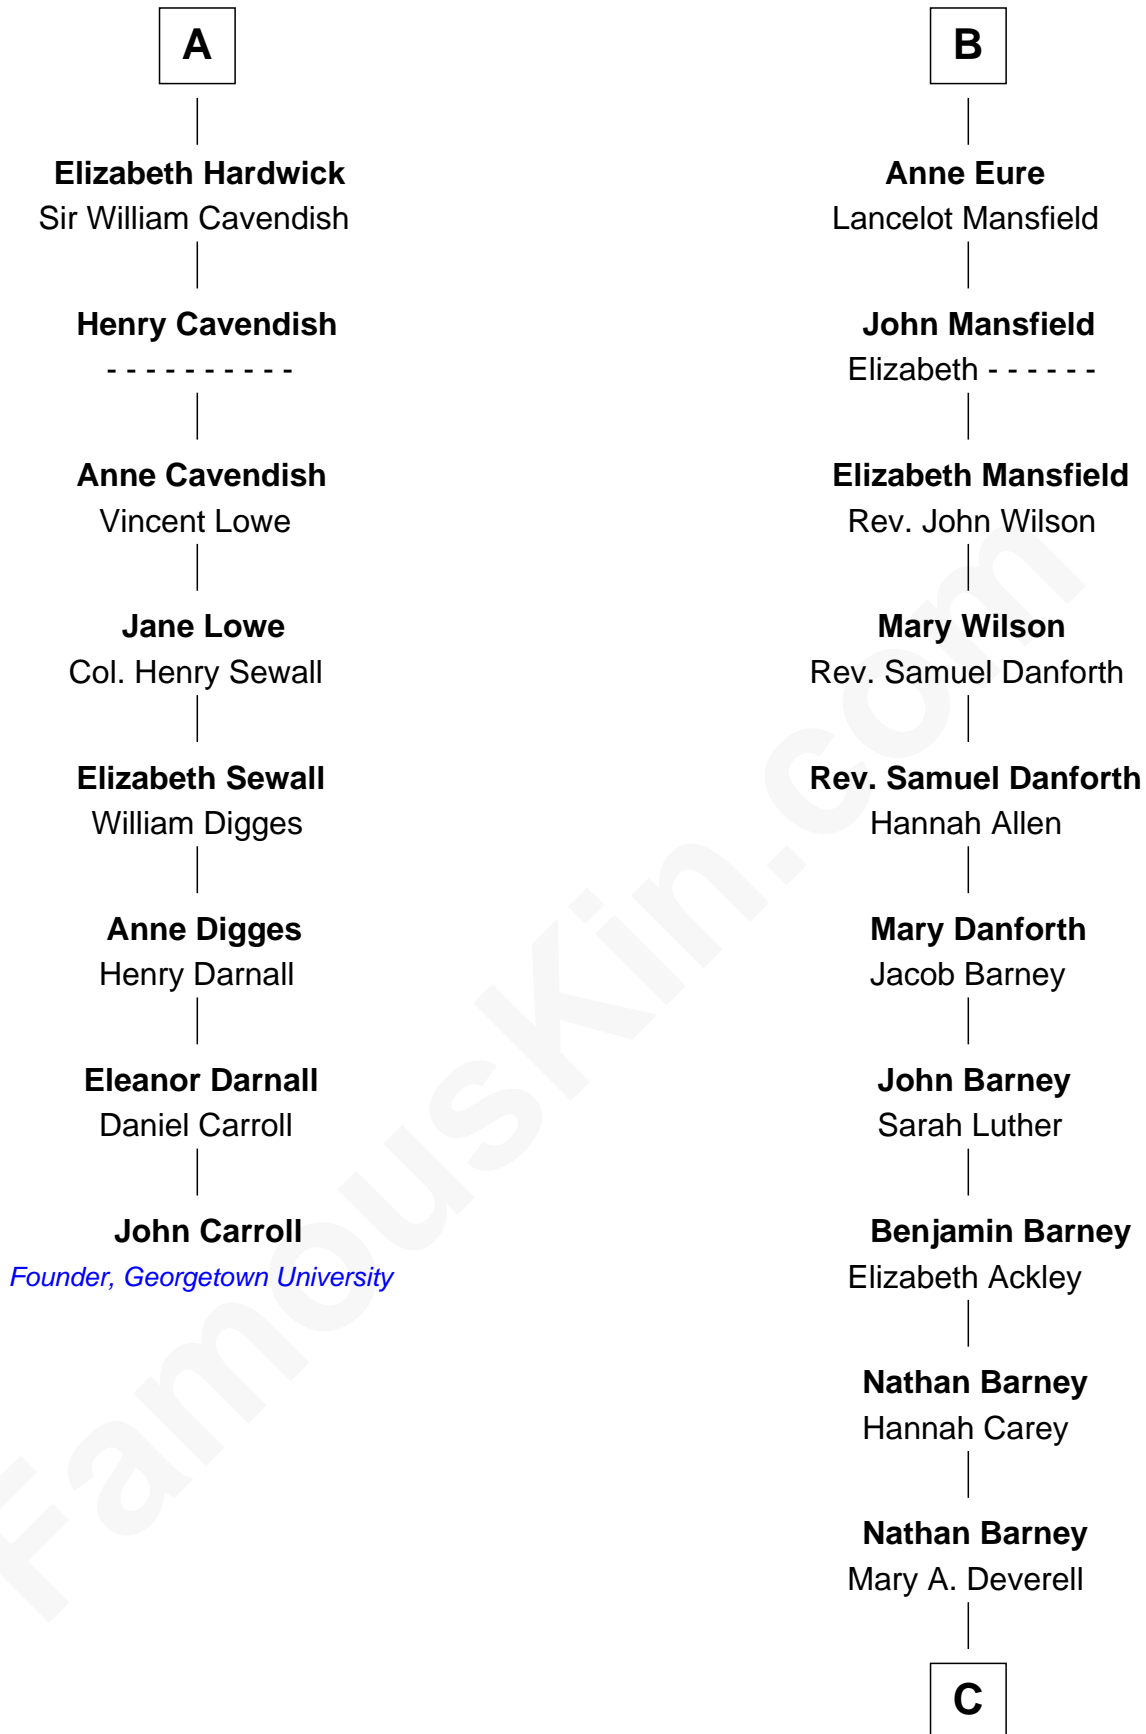 A
Elizabeth Hardwick
Sir William Cavendish
Henry Cavendish
- - - - - - - - - -
Anne Cavendish
Vincent Lowe
Jane Lowe
Col. Henry Sewall
Elizabeth Sewall
William Digges
Anne Digges
Henry Darnall
Eleanor Darnall
Daniel Carroll
John Carroll
Founder, Georgetown University
B
Anne Eure
Lancelot Mansfield
John Mansfield
Elizabeth - - - - - -
Elizabeth Mansfield
Rev. John Wilson
Mary Wilson
Rev. Samuel Danforth
Rev. Samuel Danforth
Hannah Allen
Mary Danforth
Jacob Barney
John Barney
Sarah Luther
Benjamin Barney
Elizabeth Ackley
Nathan Barney
Hannah Carey
Nathan Barney
Mary A. Deverell
C
FamousKin.com